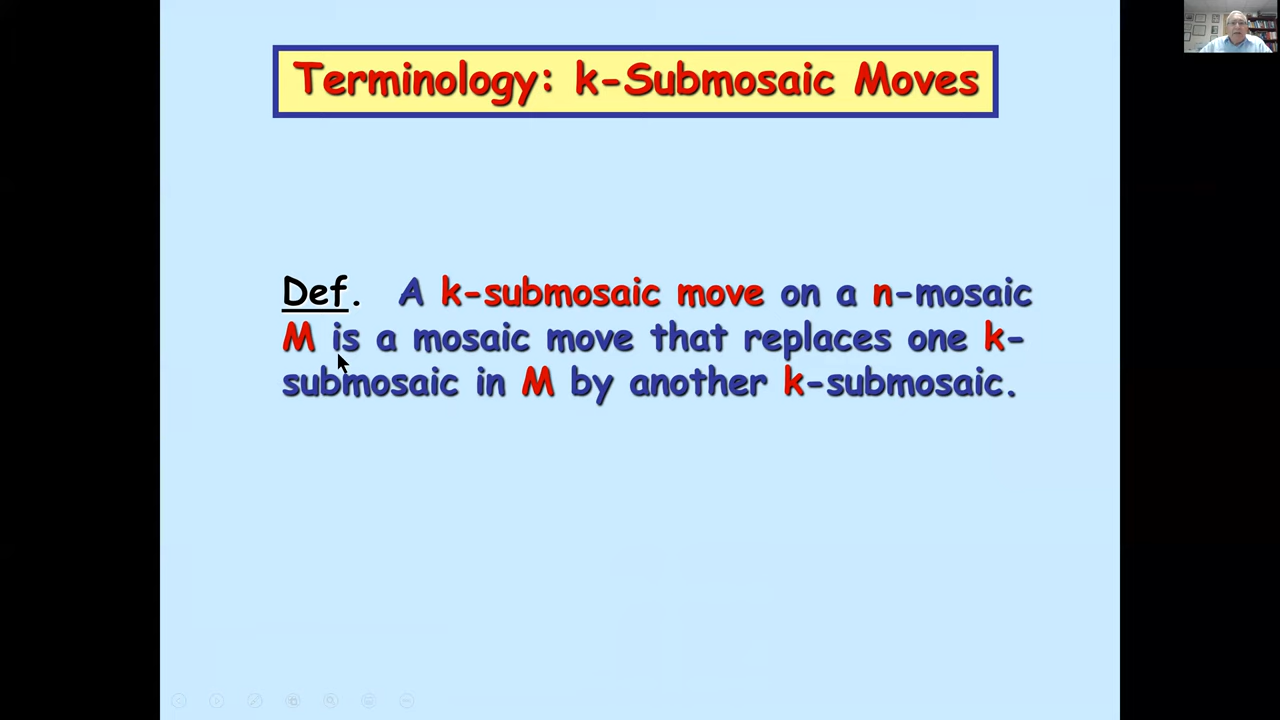 Terminology: k-Submosaic Moves
Def. A k-submosaic move on a n-mosaic
M is a mosaic move that replaces one k-
submosaic in M by another k-submosaic.